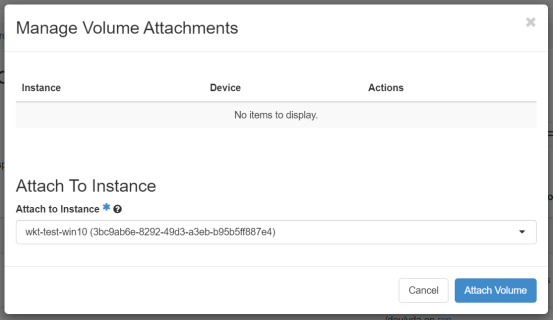 Manage Volume Attachments
Instance Device Actions
No items to display.
Attach To Instance
Attach to Instance *
wkt-test-win10 (3bc9ab6e-8292-49d3-a3eb-b95b5ff887e4)
Cancel Attach Volume